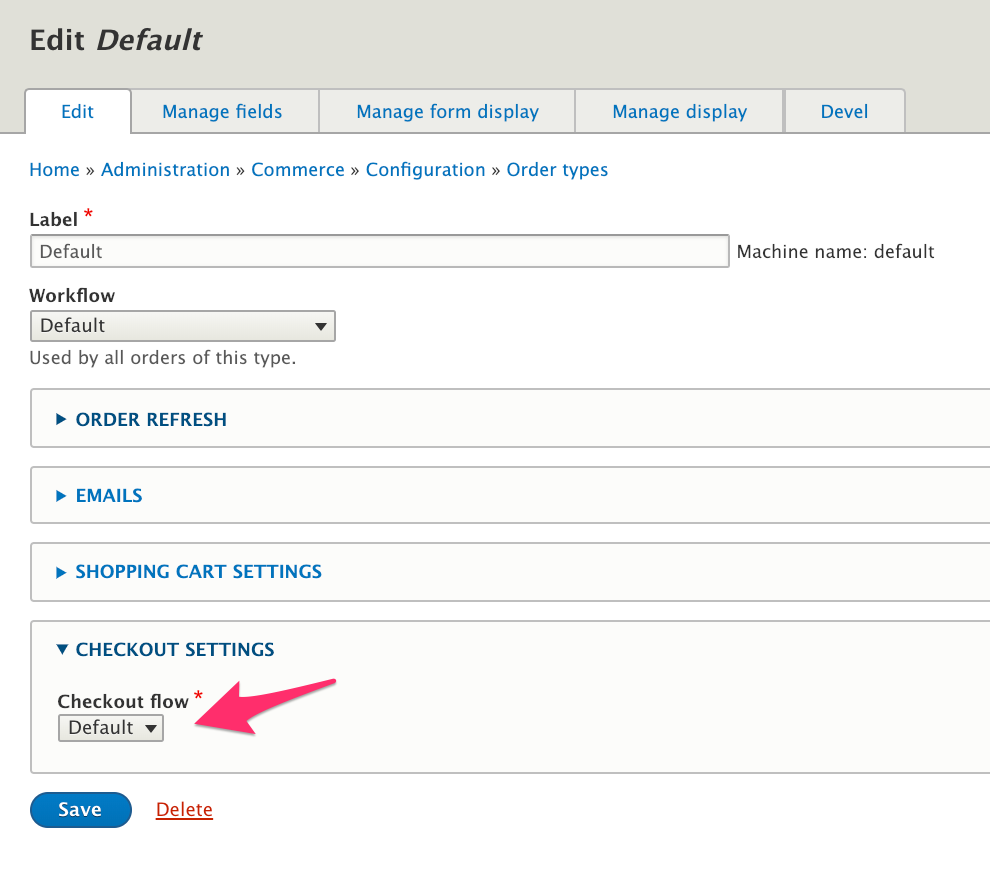 Edit Default
Edit Manage fields Manage form display Manage display Devel
Home » Administration » Commerce » Configuration » Order types
Label *
Default Machine name: default
Workflow
Default
Used by all orders of this type.
ORDER REFRESH
EMAILS
SHOPPING CART SETTINGS
CHECKOUT SETTINGS
Checkout flow *
Default
Save Delete